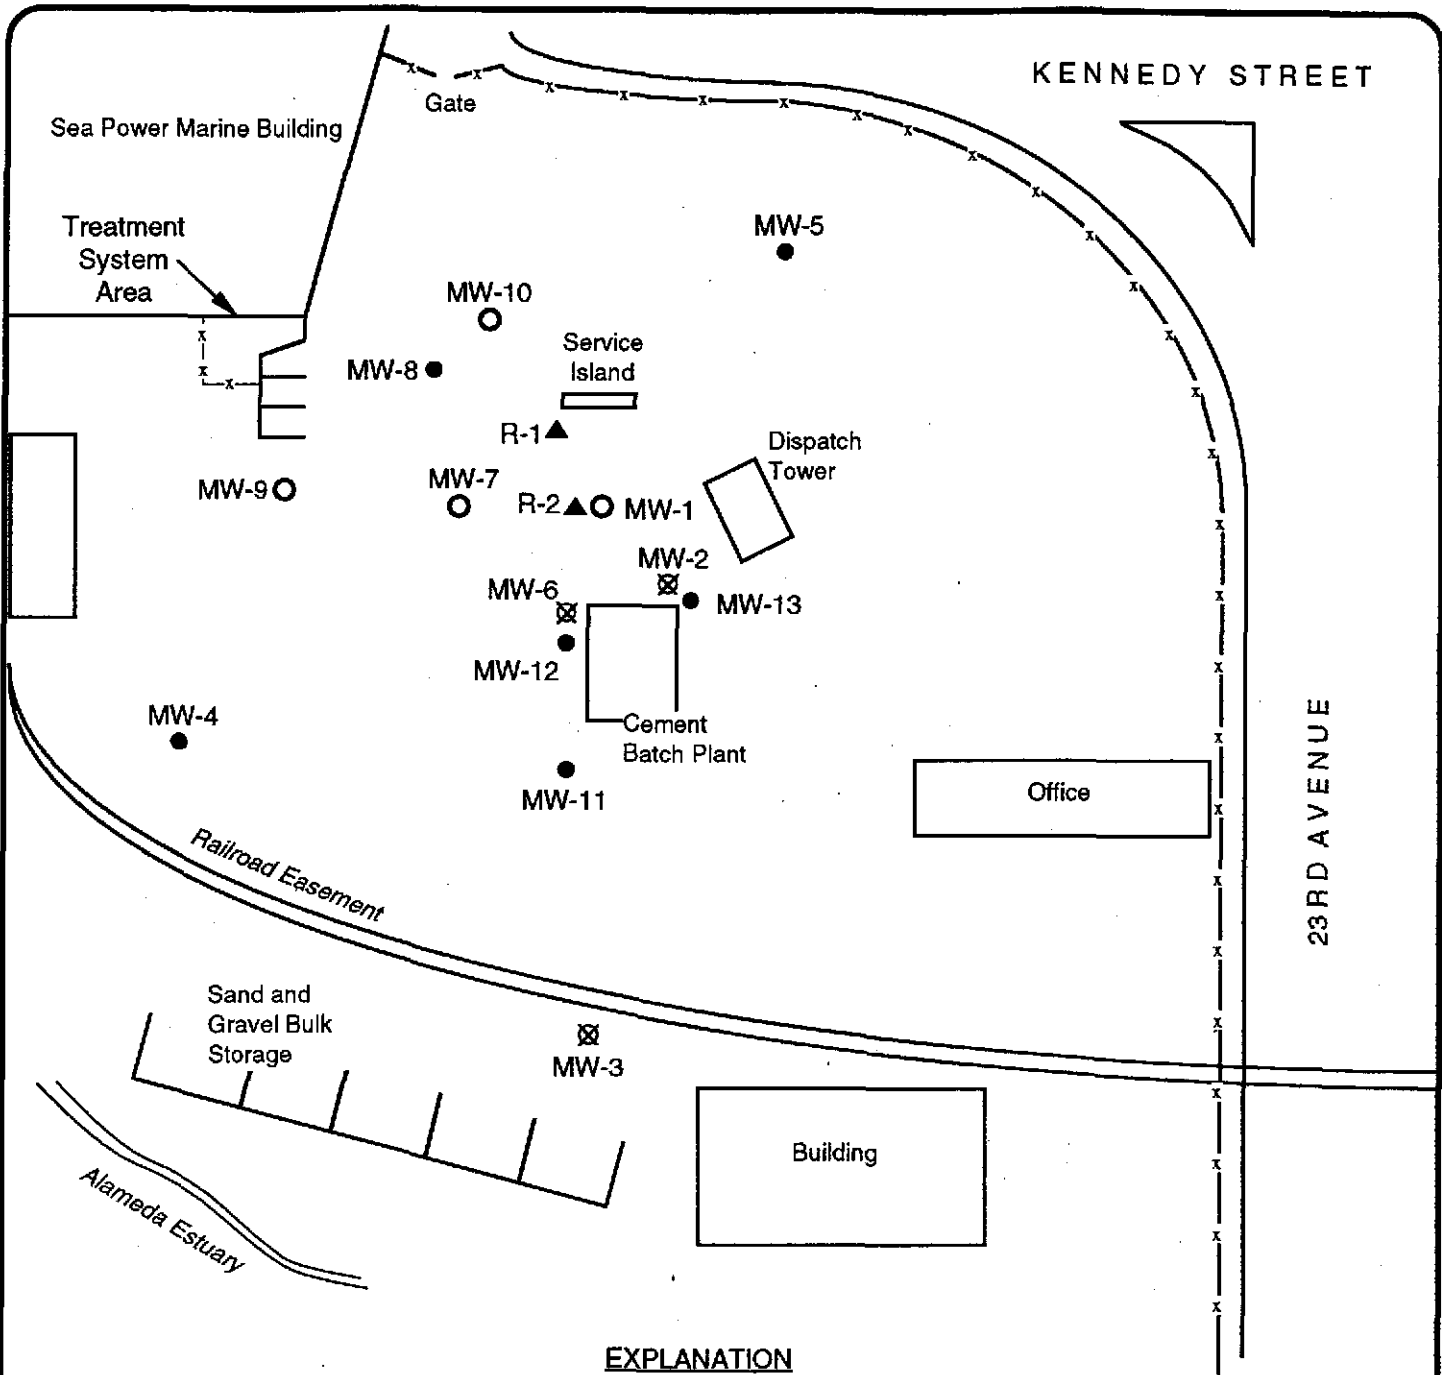 KENNEDY STREET
Gate
Sea Power Marine Building
Treatment
System
Area
MW-5
MW-10
Service
Island
MW-8
R-1
Dispatch
Tower
MW-9
MW-7
R-2
MW-1
MW-2
MW-6
MW-13
MW-12
MW-4
Cement
Batch Plant
MW-11
Office
23RD AVENUE
Railroad Easement
Sand and
Gravel Bulk
Storage
MW-3
Building
Alameda Estuary
EXPLANATION